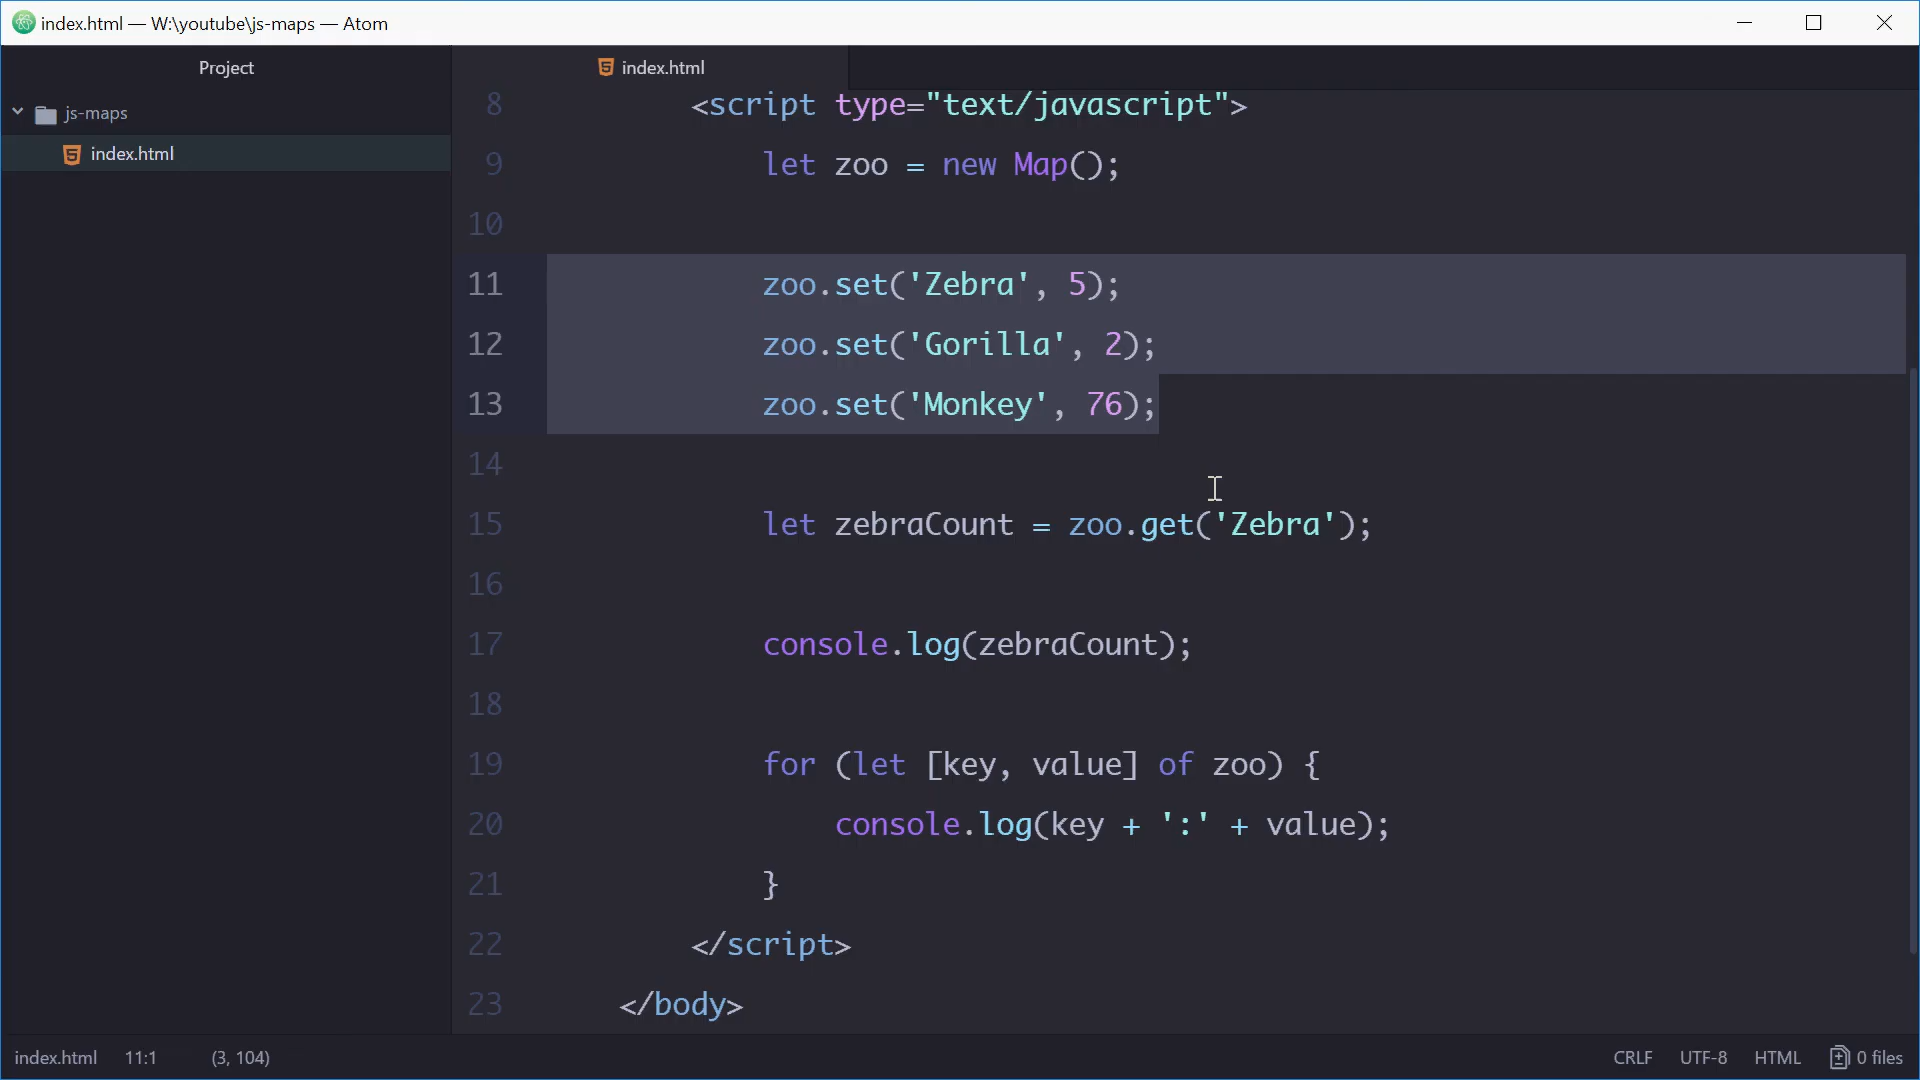 index.html — W:\youtube\js-maps — Atom
Project
index.html
js-maps
index.html
8 <script type="text/javascript">
9 let zoo = new Map();
10
11 zoo.set('Zebra', 5);
12 zoo.set('Gorilla', 2);
13 zoo.set('Monkey', 76);
14
15 let zebraCount = zoo.get('Zebra');
16
17 console.log(zebraCount);
18
19 for (let [key, value] of zoo) {
20 console.log(key + ':' + value);
21 }
22 </script>
23 </body>
index.html 11:1 (3, 104) CRLF UTF-8 HTML 0 files